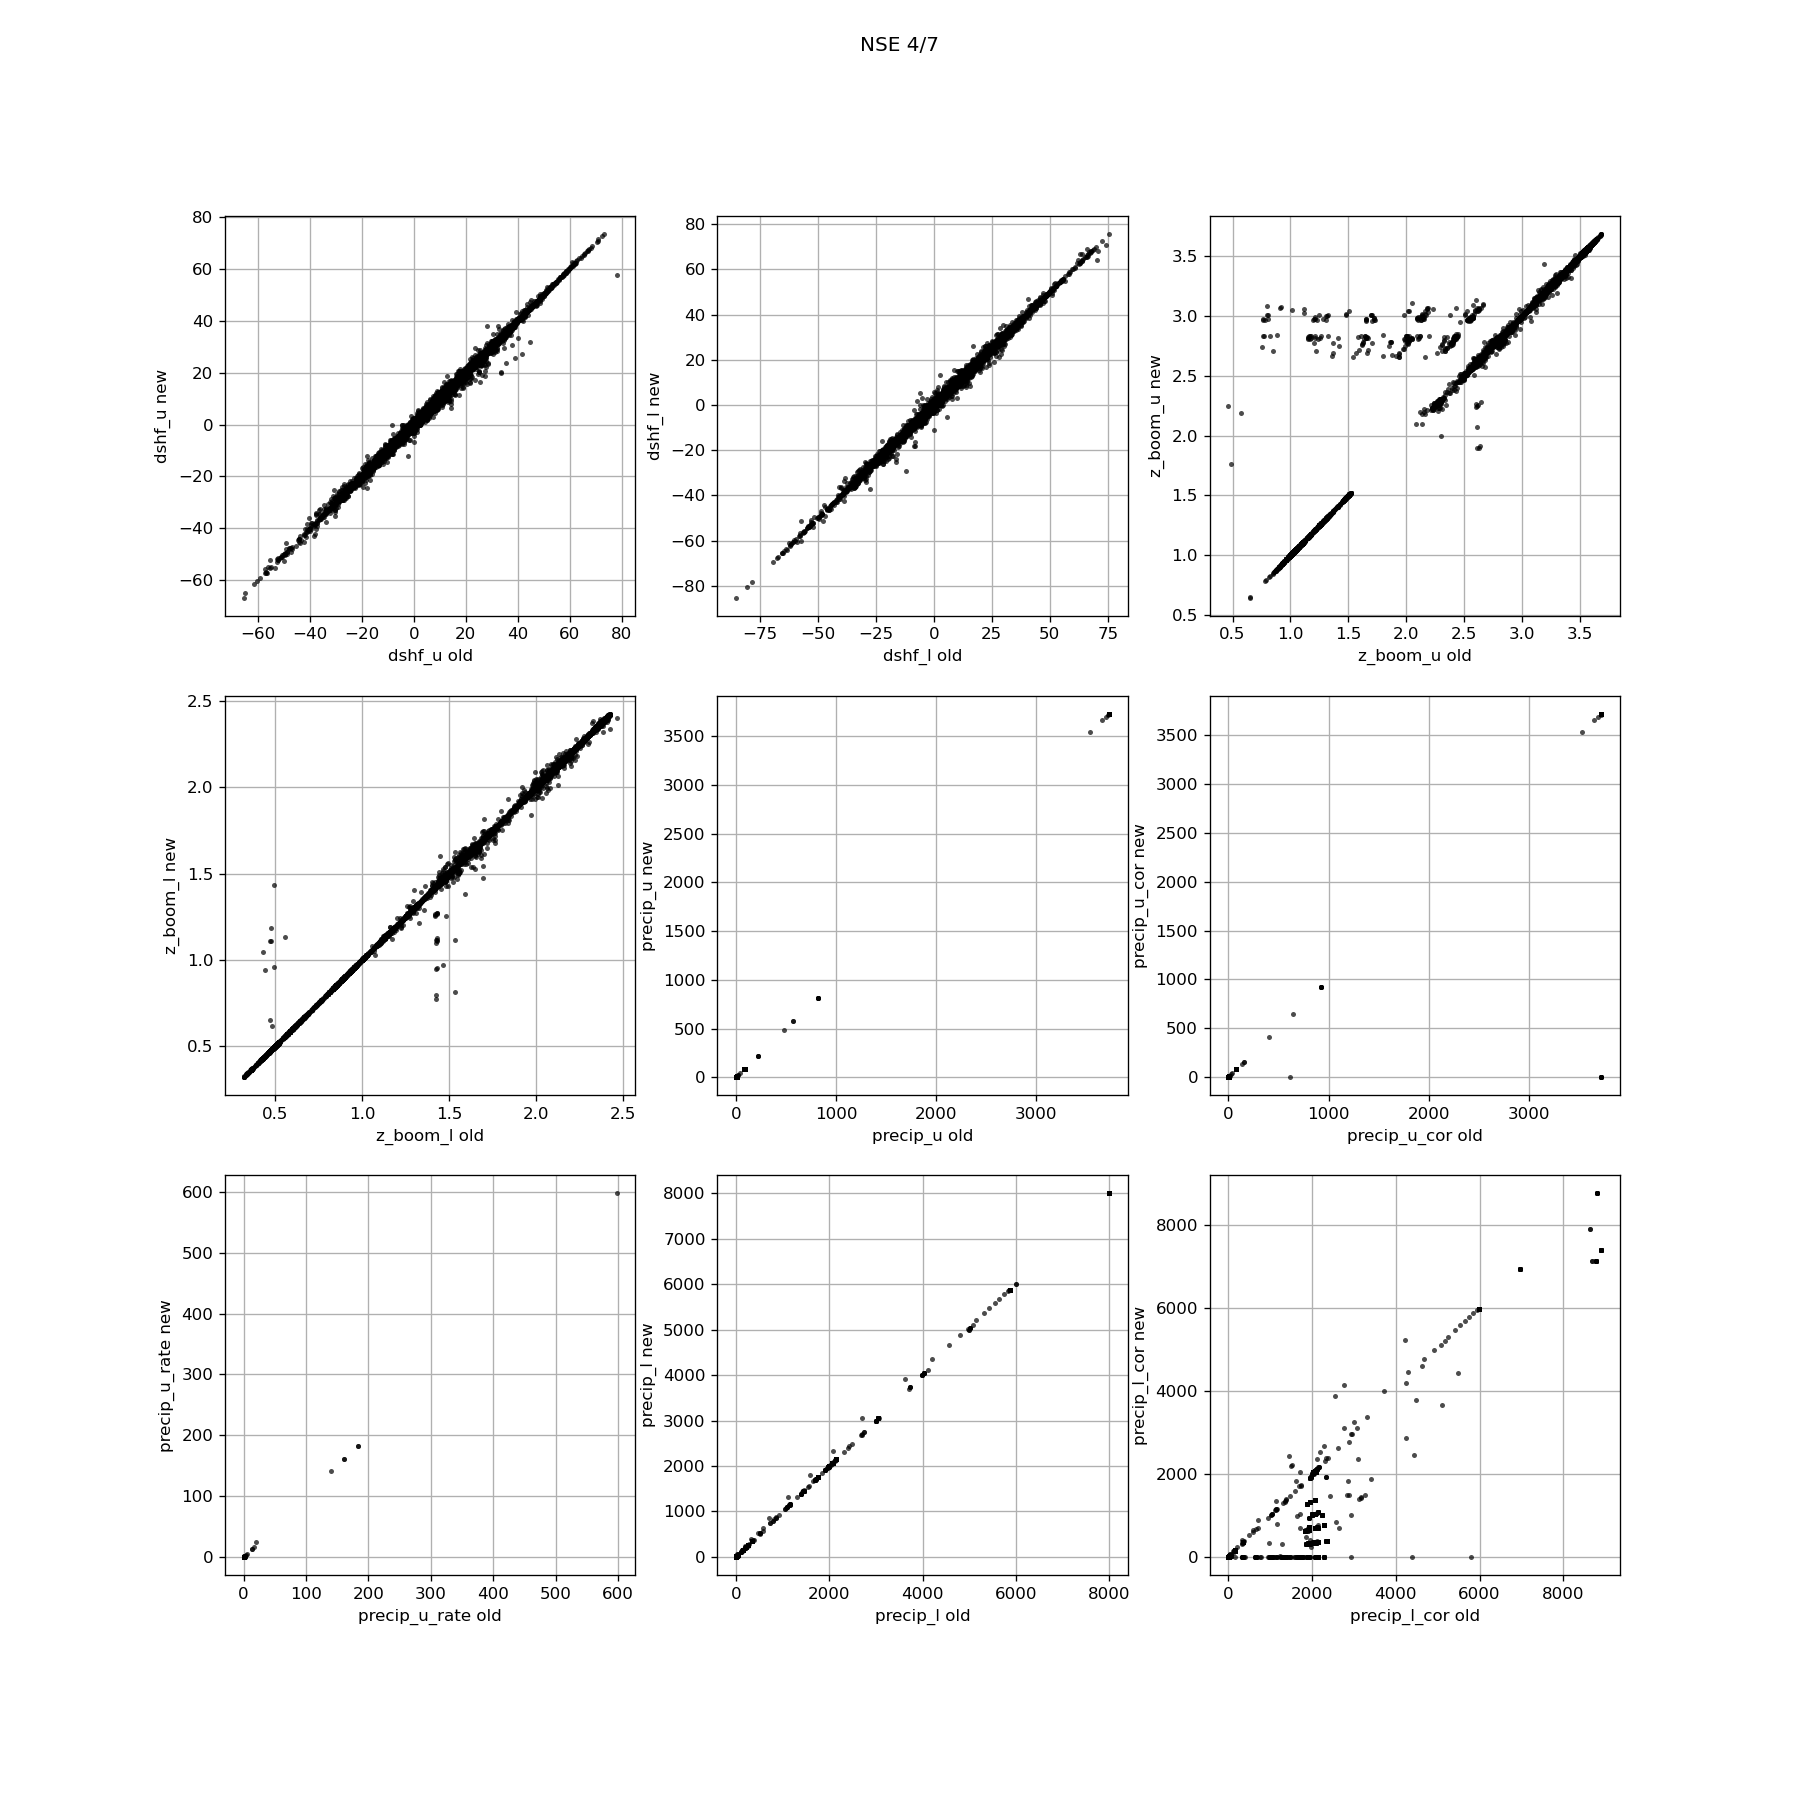 NSE 4/7
80
60
40
20
0
−20
−40
−60
dshf_u new
−60 −40 −20 0 20 40 60 80
dshf_u old
80
60
40
20
0
−20
−40
−60
−80
dshf_l new
−75 −50 −25 0 25 50 75
dshf_l old
3.5
3.0
2.5
2.0
1.5
1.0
0.5
z_boom_u new
0.5 1.0 1.5 2.0 2.5 3.0 3.5
z_boom_u old
2.5
2.0
1.5
1.0
0.5
z_boom_l new
0.5 1.0 1.5 2.0 2.5
z_boom_l old
3500
3000
2500
2000
1500
1000
500
0
precip_u new
0 1000 2000 3000
precip_u old
3500
3000
2500
2000
1500
1000
500
0
precip_u_cor new
0 1000 2000 3000
precip_u_cor old
600
500
400
300
200
100
0
precip_u_rate new
0 100 200 300 400 500 600
precip_u_rate old
8000
7000
6000
5000
4000
3000
2000
1000
0
precip_l new
0 2000 4000 6000 8000
precip_l old
8000
6000
4000
2000
0
precip_l_cor new
0 2000 4000 6000 8000
precip_l_cor old